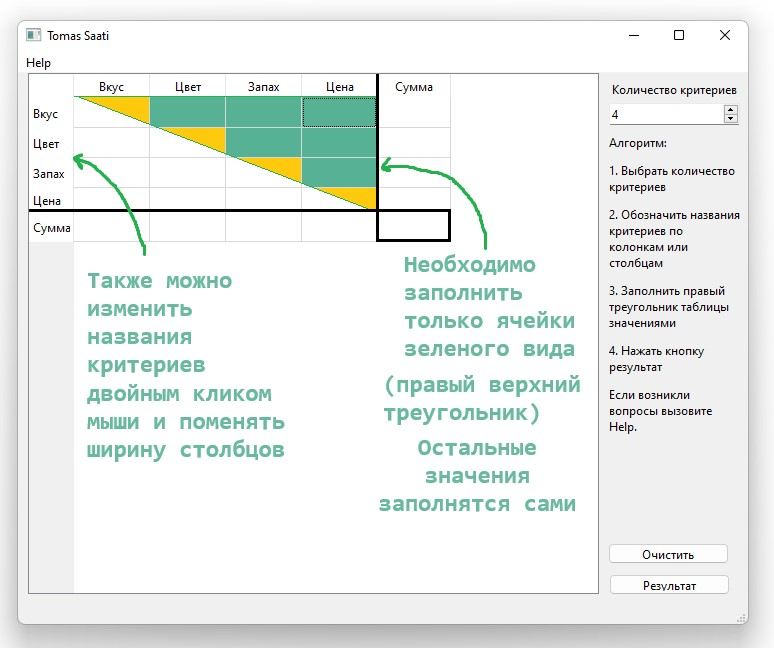 Tomas Saati
Help
Вкус Цвет Запах Цена Сумма
Вкус
Цвет
Запах
Цена
Сумма
Также можно
изменить
названия
критериев
двойным кликом
мыши и поменять
ширину столбцов
Необходимо
заполнить
только ячейки
зеленого вида
(правый верхний
треугольник)
Остальные
значения
заполнятся сами
Количество критериев
4
Алгоритм:
1. Выбрать количество
критериев
2. Обозначить названия
критериев по
колонкам или
столбцам
3. Заполнить правый
треугольник таблицы
значениями
4. Нажать кнопку
результат
Если возникли
вопросы вызовите
Help.
Очистить
Результат